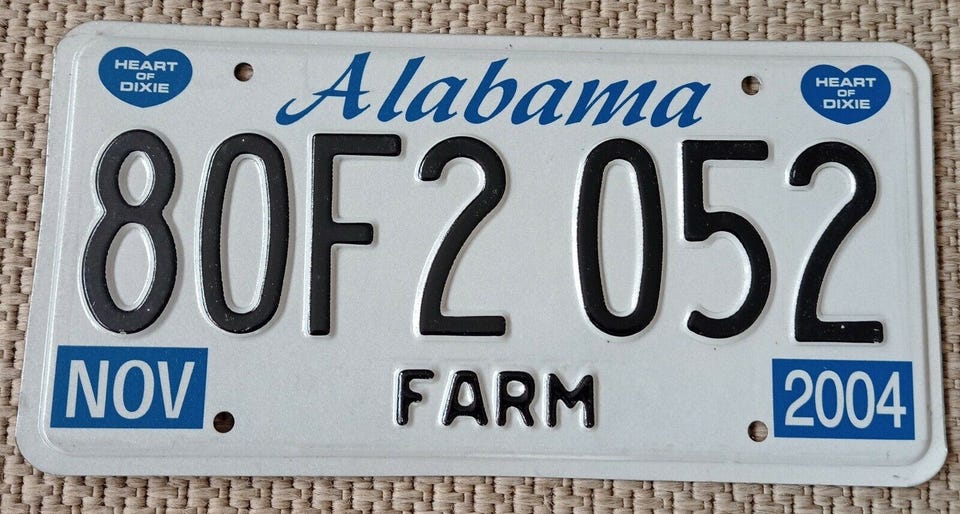 HEART
OF
DIXIE
Alabama
HEART
OF
DIXIE
80F2 052
NOV
FARM
2004